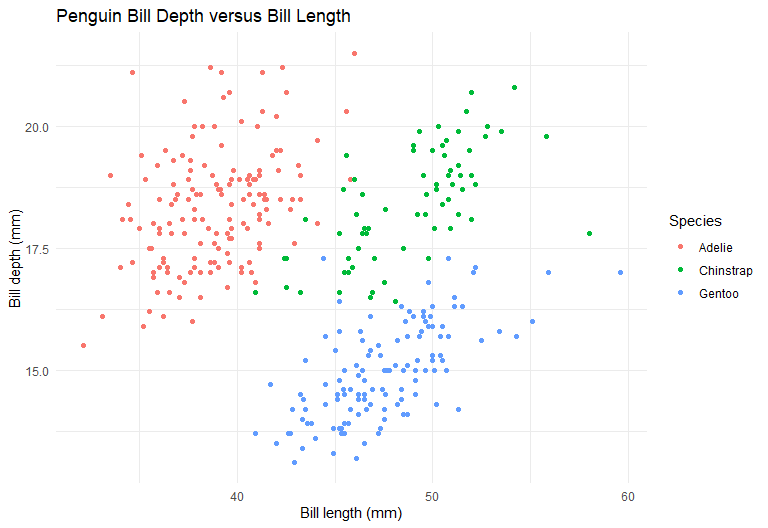 Penguin Bill Depth versus Bill Length
20.0
17.5
15.0
Bill depth (mm)
40
50
60
Bill length (mm)
Species
Adelie
Chinstrap
Gentoo